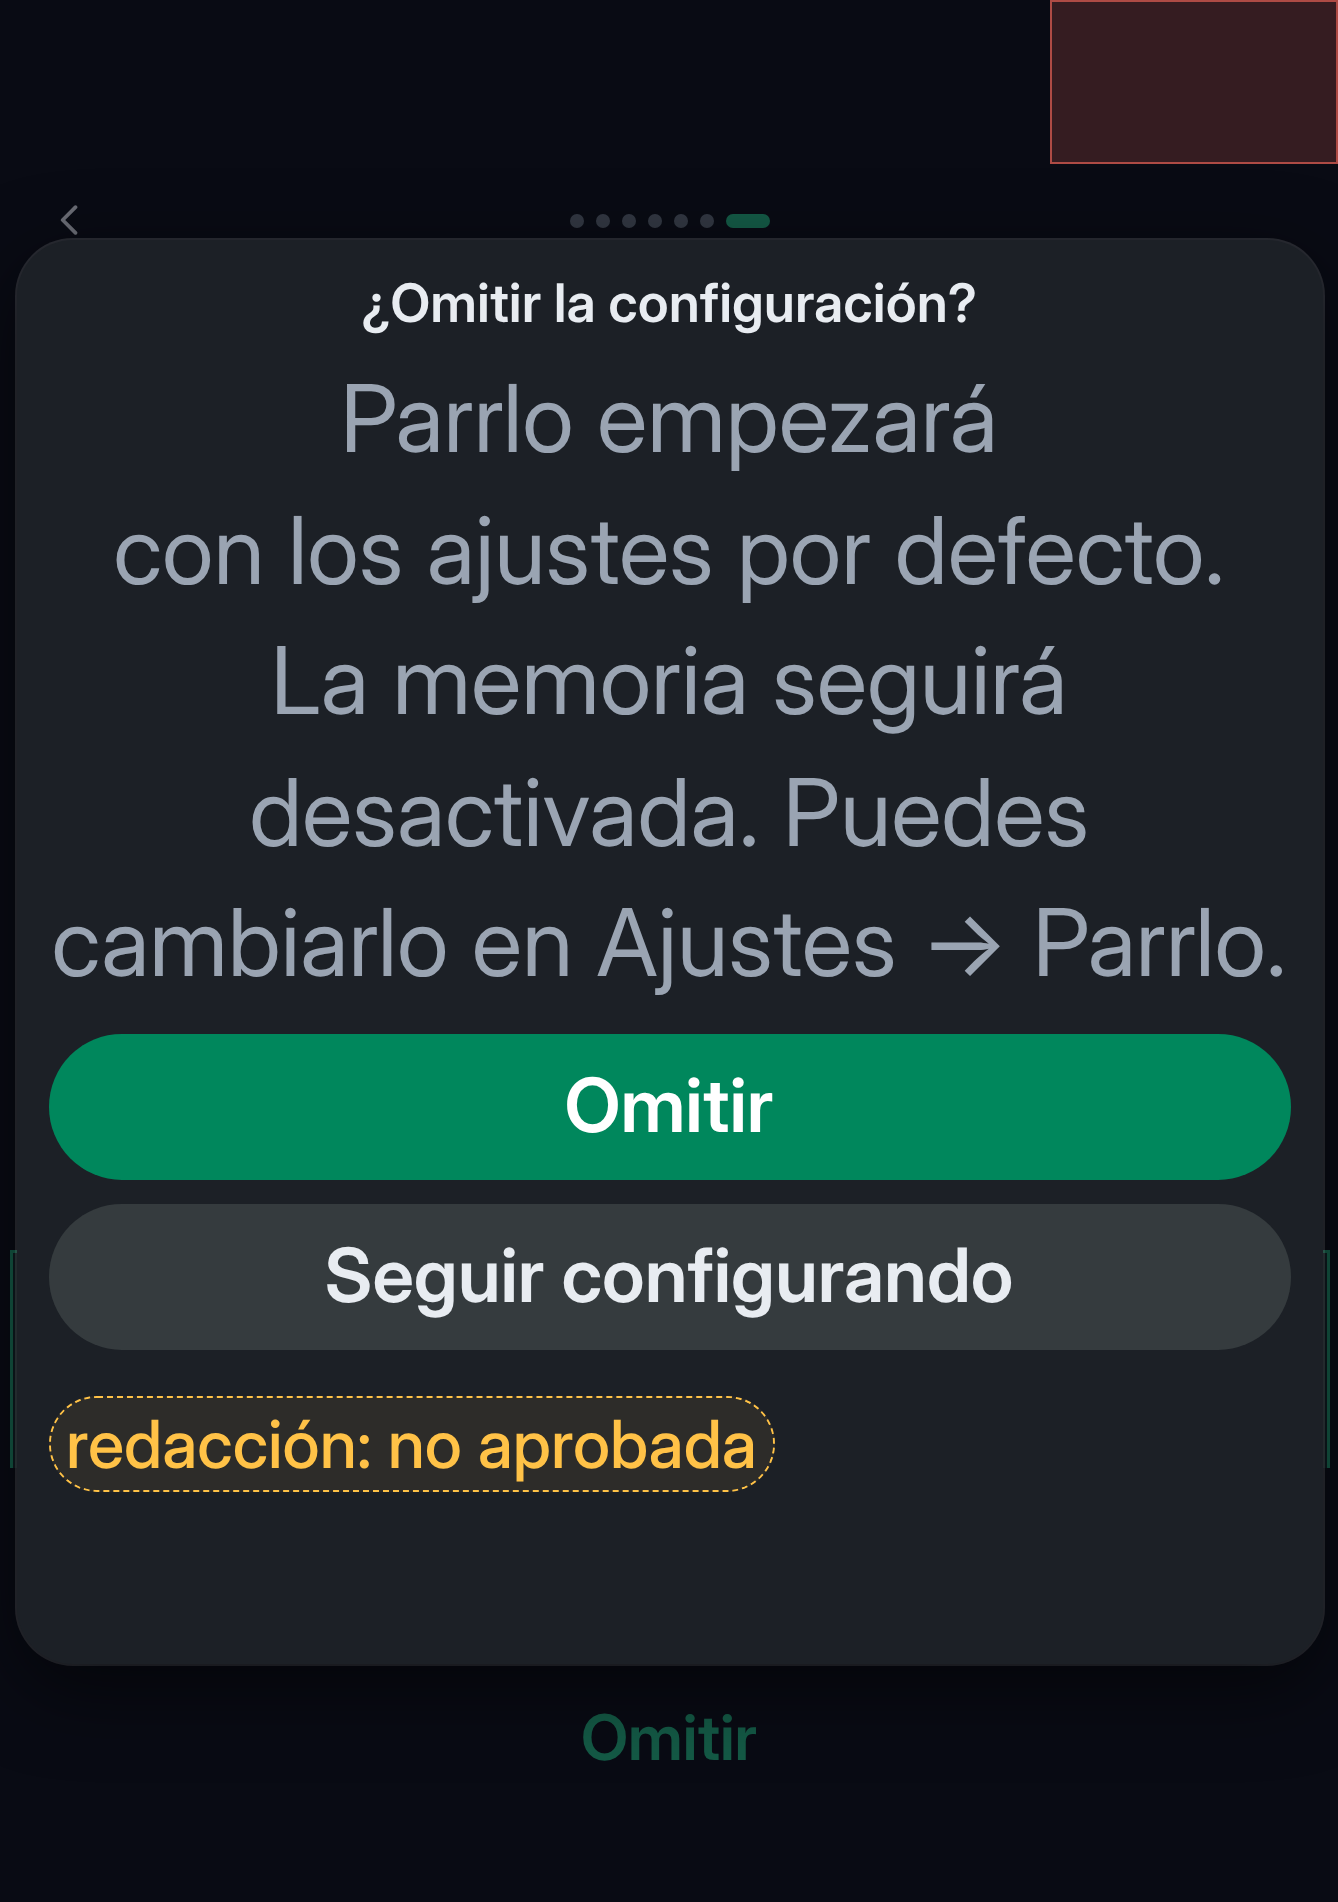 ¿Omitir la configuración?
Parrlo empezará
con los ajustes por defecto.
La memoria seguirá
desactivada. Puedes
cambiarlo en Ajustes → Parrlo.
Omitir
Seguir configurando
redacción: no aprobada
Omitir